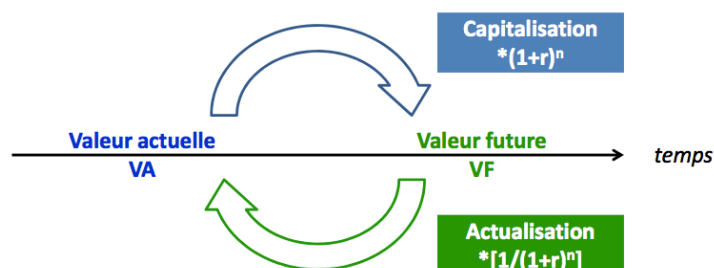 Capitalisation
*(1+r)ⁿ
Valeur actuelle
VA
Valeur future
VF
temps
Actualisation
*[1/(1+r)ⁿ]